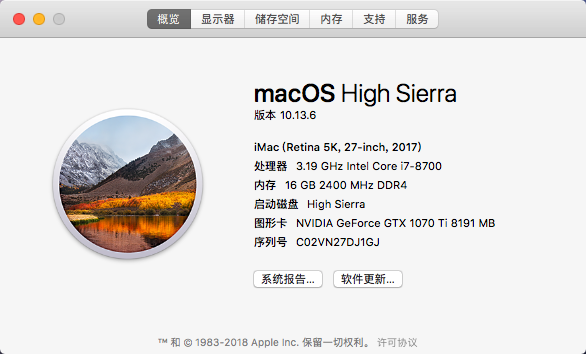 概览 显示器 储存空间 内存 支持 服务
macOS High Sierra
版本 10.13.6
iMac (Retina 5K, 27-inch, 2017)
处理器 3.19 GHz Intel Core i7-8700
内存 16 GB 2400 MHz DDR4
启动磁盘 High Sierra
图形卡 NVIDIA GeForce GTX 1070 Ti 8191 MB
序列号 C02VN27DJ1GJ
系统报告... 软件更新...
™ 和 © 1983-2018 Apple Inc. 保留一切权利。 许可协议